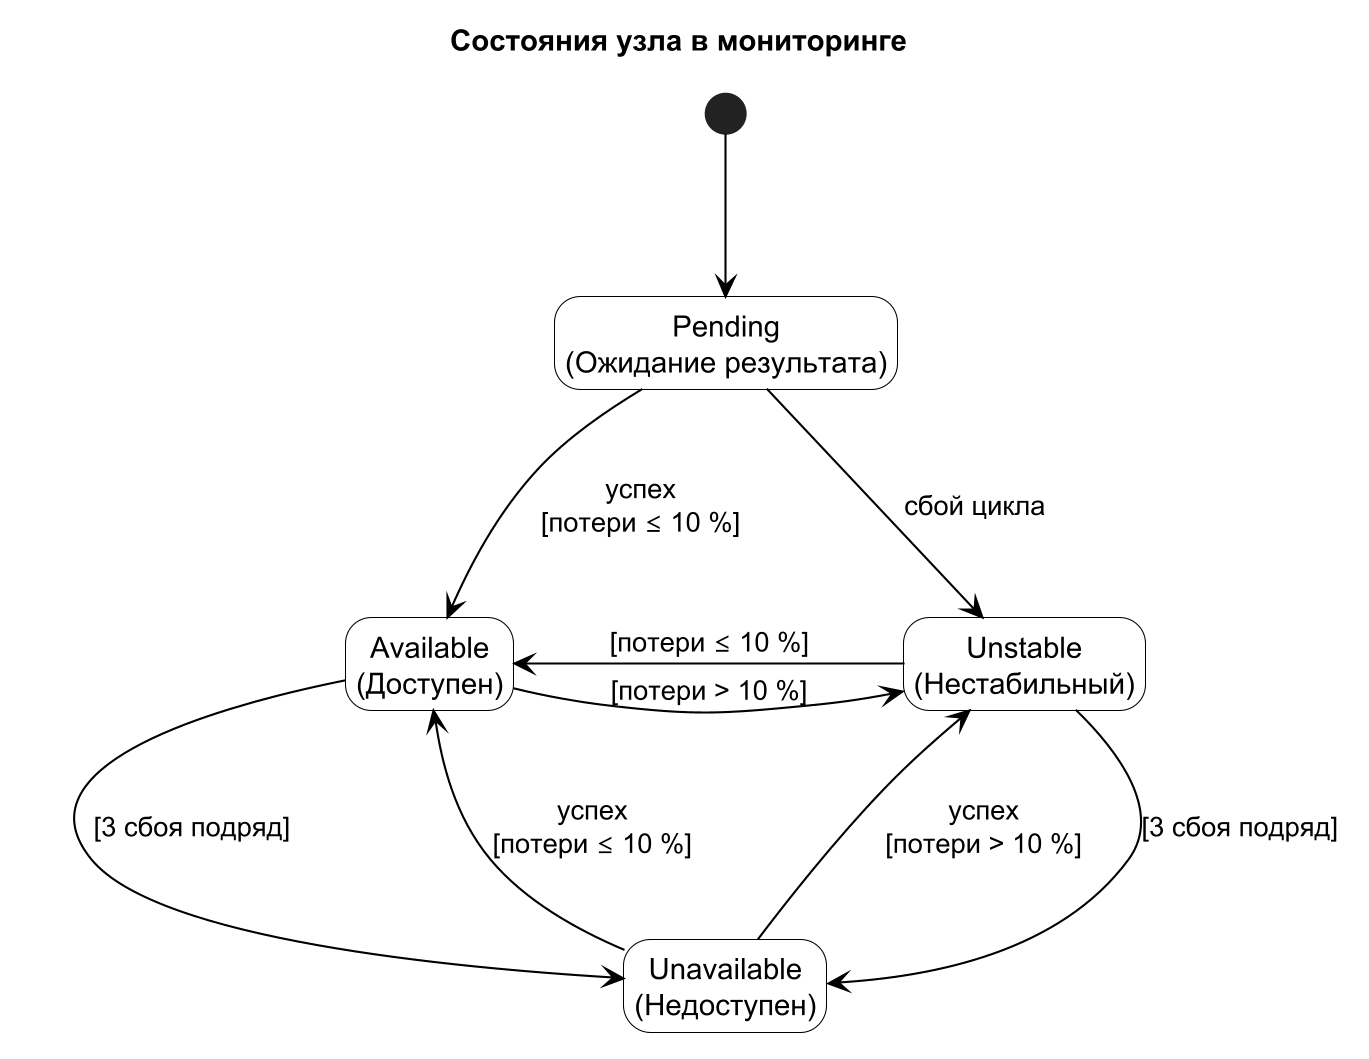 Состояния узла в мониторинге
Pending
(Ожидание результата)
успех
[потери ≤ 10 %]
сбой цикла
[потери ≤ 10 %]
[потери > 10 %]
Available
(Доступен)
Unstable
(Нестабильный)
[3 сбоя подряд]
успех
[потери ≤ 10 %]
успех
[потери > 10 %]
[3 сбоя подряд]
Unavailable
(Недоступен)